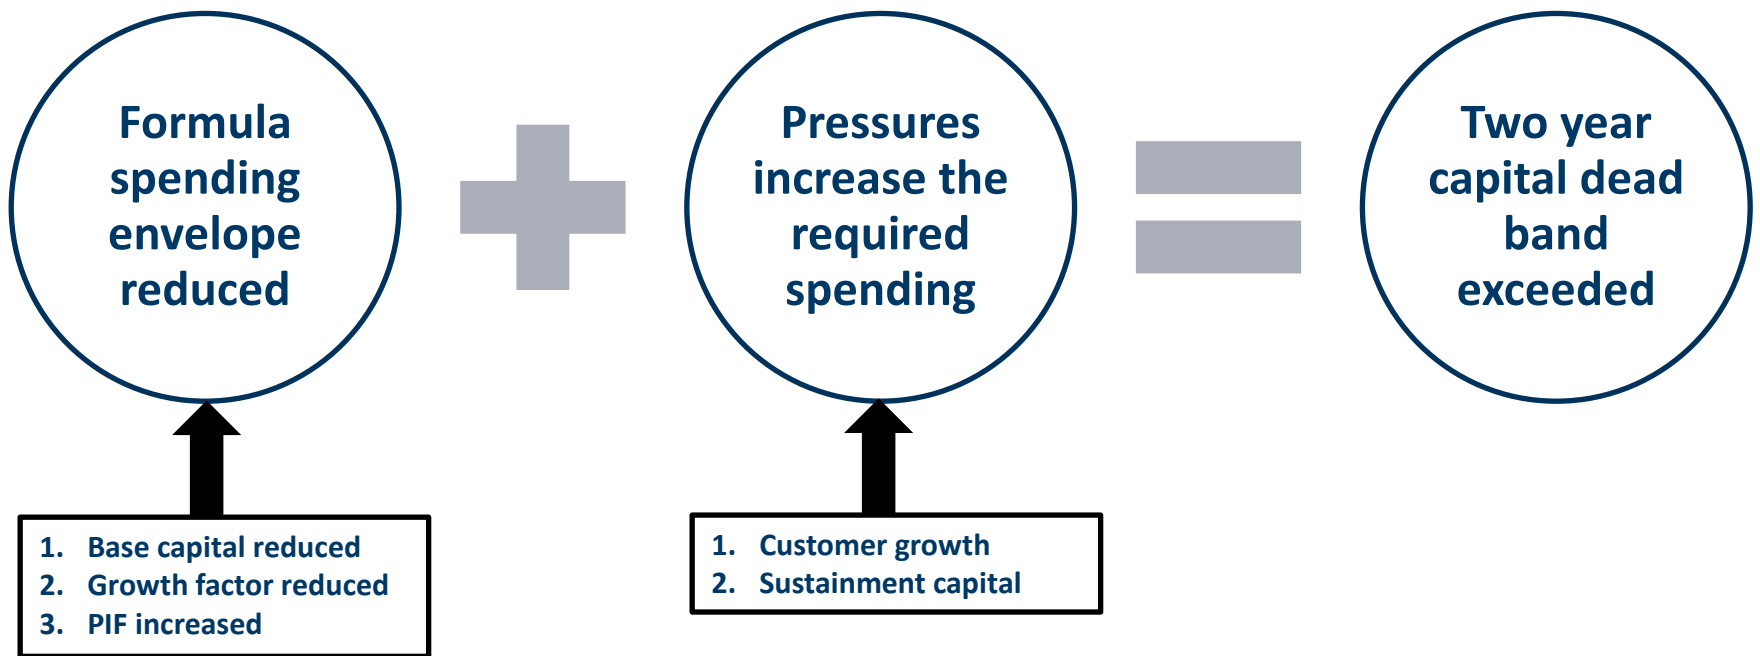 Formula
spending
envelope
reduced
Pressures
increase the
required
spending
Two year
capital dead
band
exceeded
1. Base capital reduced
2. Growth factor reduced
3. PIF increased
1. Customer growth
2. Sustainment capital